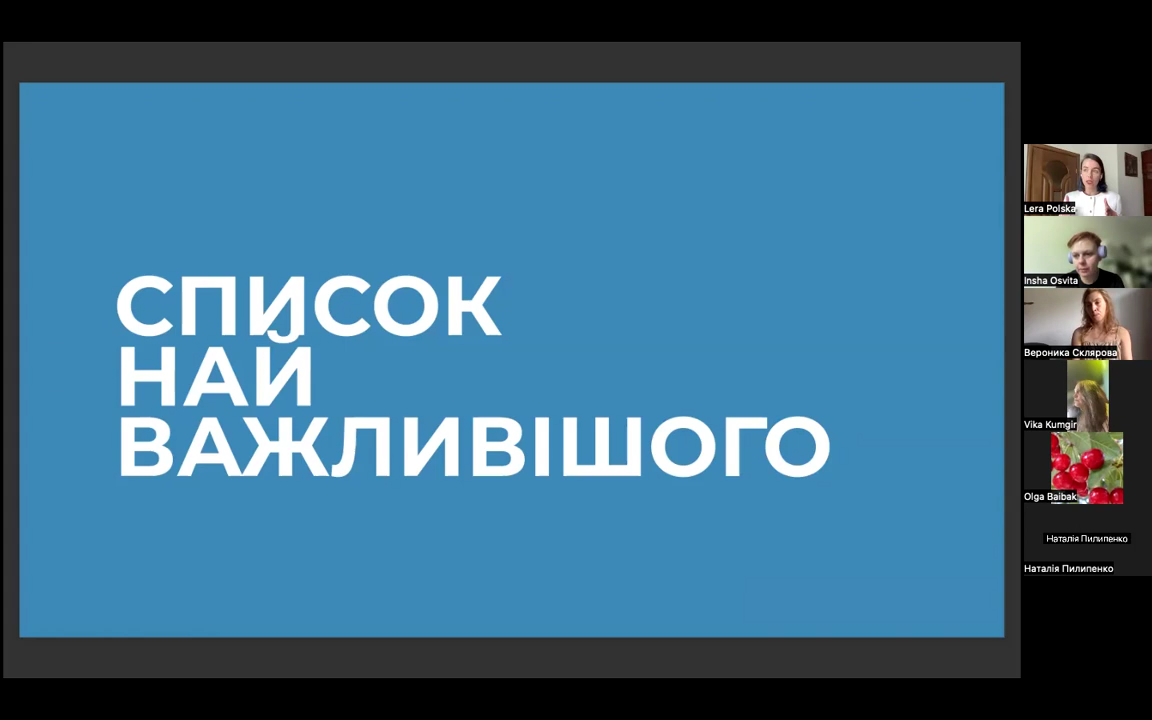 СПИСОК
НАЙ
ВАЖЛИВІШОГО
Lera Polska
Insha Osvita
Вероника Склярова
Vika Kumgir
Olga Baibak
Наталія Пилипенко
Наталія Пилипенко